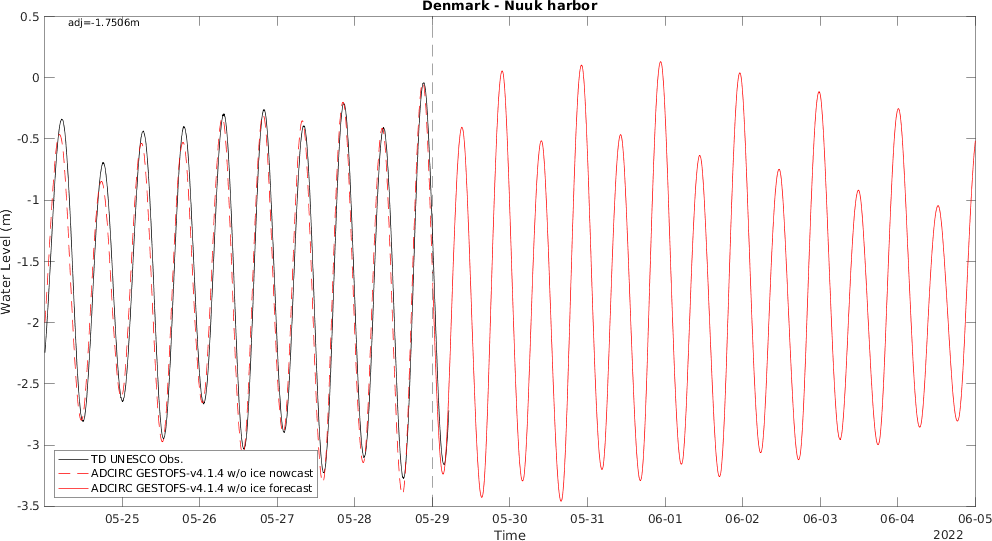 Denmark - Nuuk harbor
adj=-1.7506m
0.5
0
-0.5
-1
-1.5
-2
-2.5
-3
-3.5
Water Level (m)
TD UNESCO Obs.
ADCIRC GESTOFS-v4.1.4 w/o ice nowcast
ADCIRC GESTOFS-v4.1.4 w/o ice forecast
05-25 05-26 05-27 05-28 05-29 05-30 05-31 06-01 06-02 06-03 06-04 06-05
Time
2022